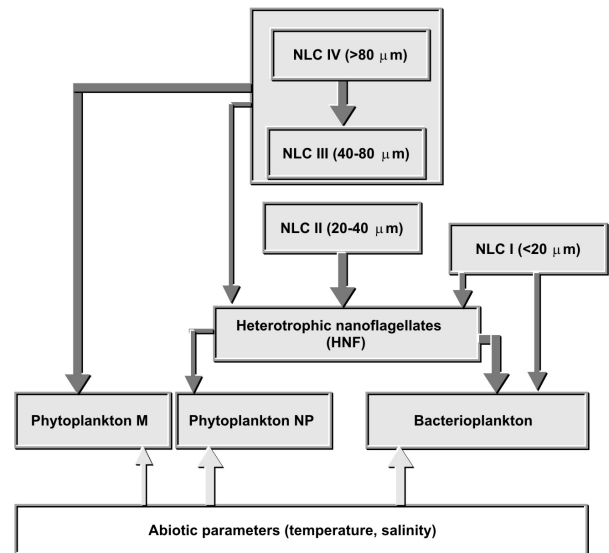 NLC IV (>80 μm)
NLC III (40-80 μm)
NLC II (20-40 μm)
NLC I (<20 μm)
Heterotrophic nanoflagellates
(HNF)
Phytoplankton M
Phytoplankton NP
Bacterioplankton
Abiotic parameters (temperature, salinity)